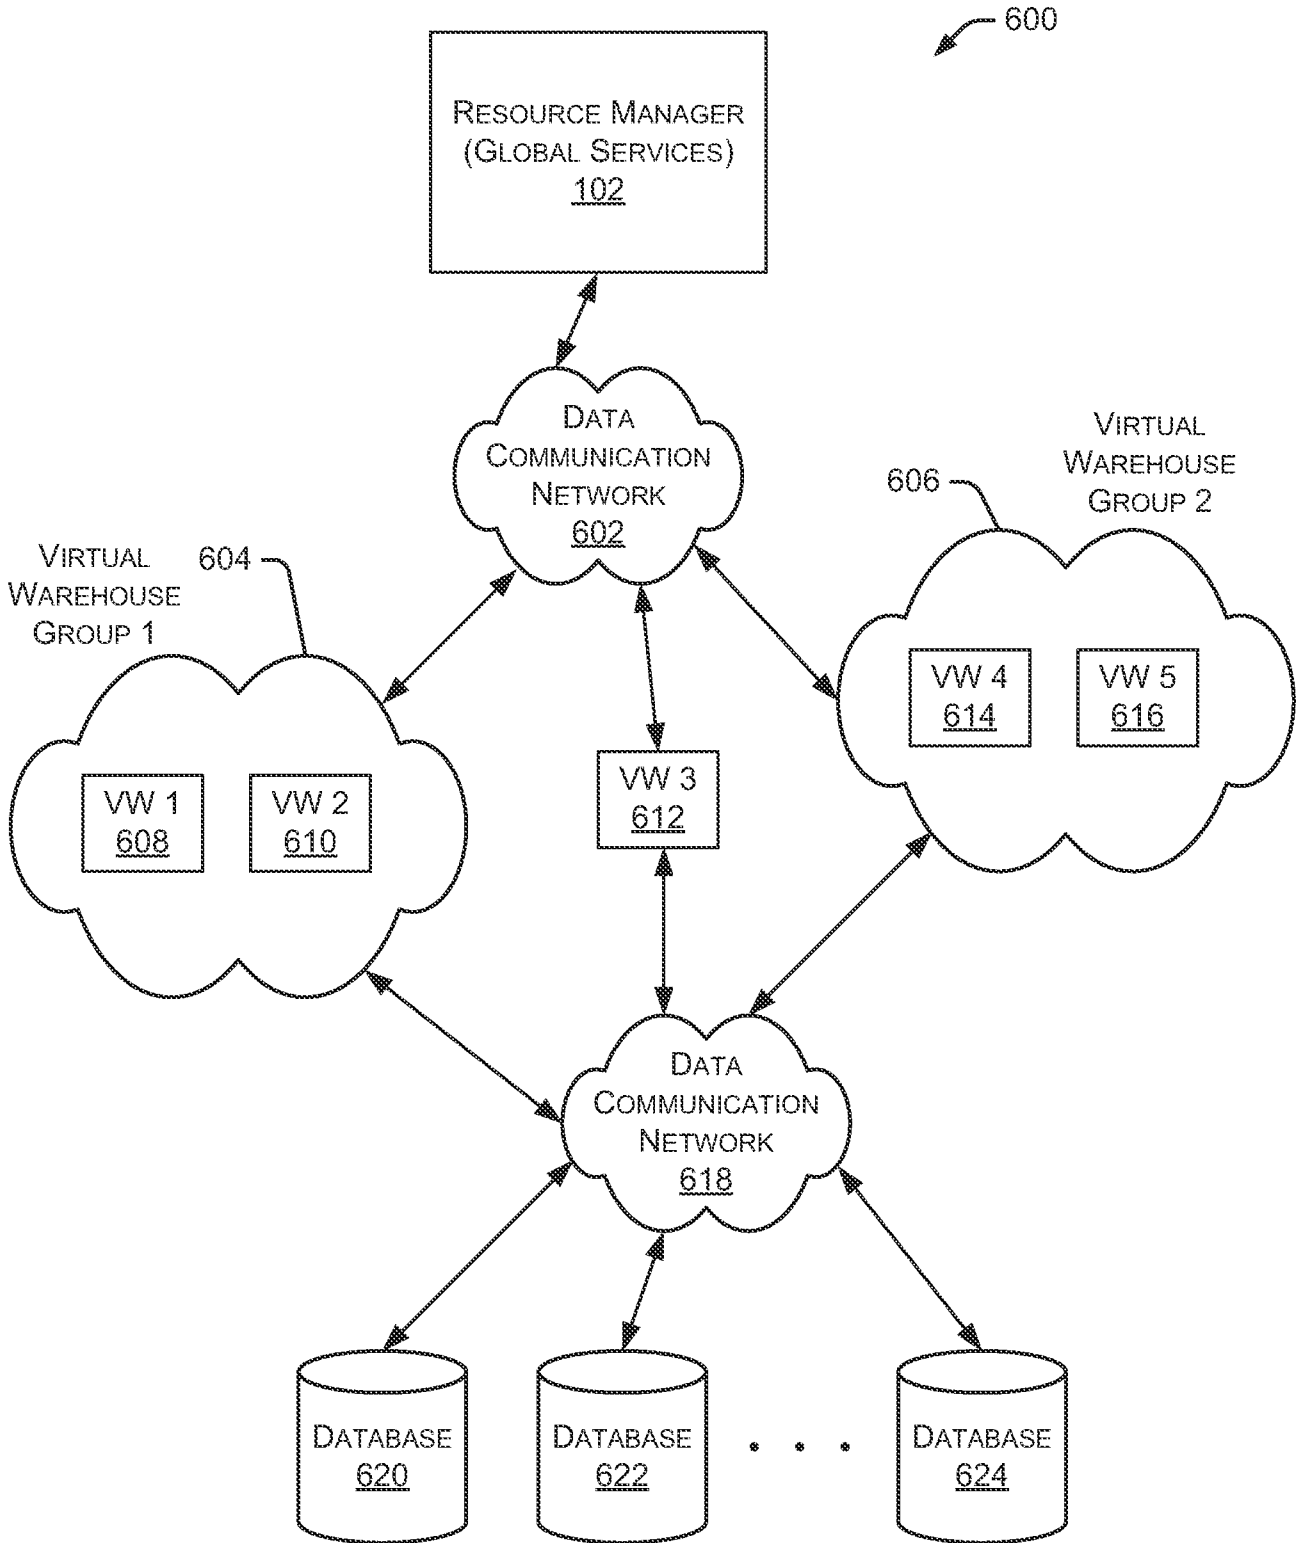 600
RESOURCE MANAGER
(GLOBAL SERVICES)
102
DATA
COMMUNICATION
NETWORK
602
VIRTUAL
WAREHOUSE
GROUP 2
606
VIRTUAL
WAREHOUSE
GROUP 1
604
VW 4
614
VW 5
616
VW 3
612
VW 1
608
VW 2
610
DATA
COMMUNICATION
NETWORK
618
DATABASE
620
DATABASE
622
. . .
DATABASE
624